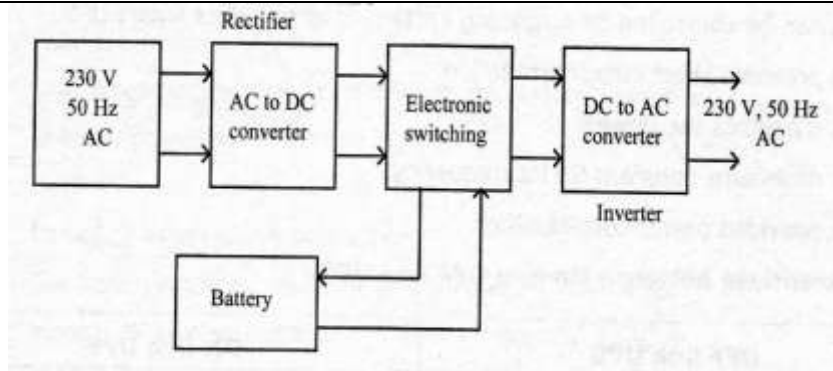 Rectifier
230 V
50 Hz
AC
AC to DC
converter
Electronic
switching
DC to AC
converter
230 V, 50 Hz
AC
Inverter
Battery